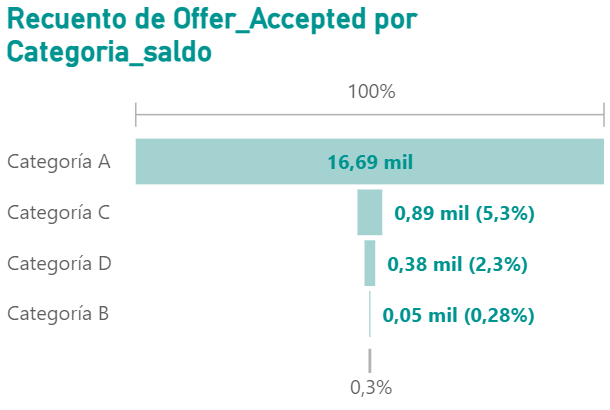 Recuento de Offer_Accepted por
Categoria_saldo
100%
Categoría A 16,69 mil
Categoría C 0,89 mil (5,3%)
Categoría D 0,38 mil (2,3%)
Categoría B 0,05 mil (0,28%)
0,3%